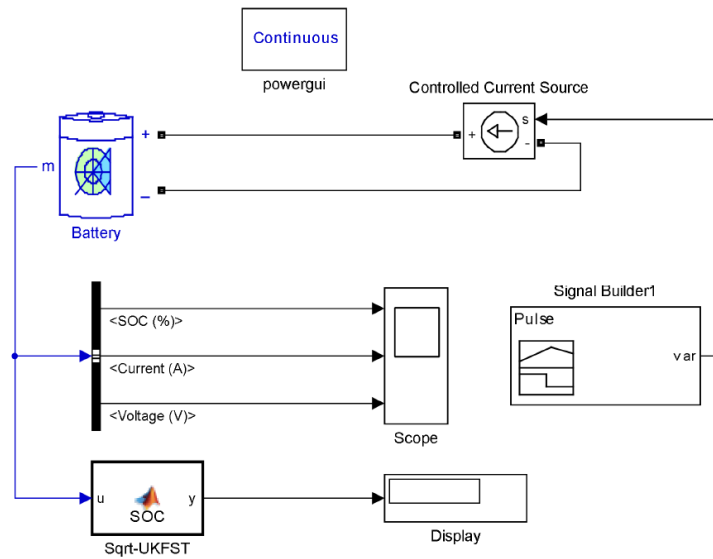 Continuous
powergui
Controlled Current Source
s
+
-
+
m
−
Battery
<SOC (%)>
<Current (A)>
<Voltage (V)>
Scope
Signal Builder1
Pulse
var
u
y
SOC
Sqrt-UKFST
Display